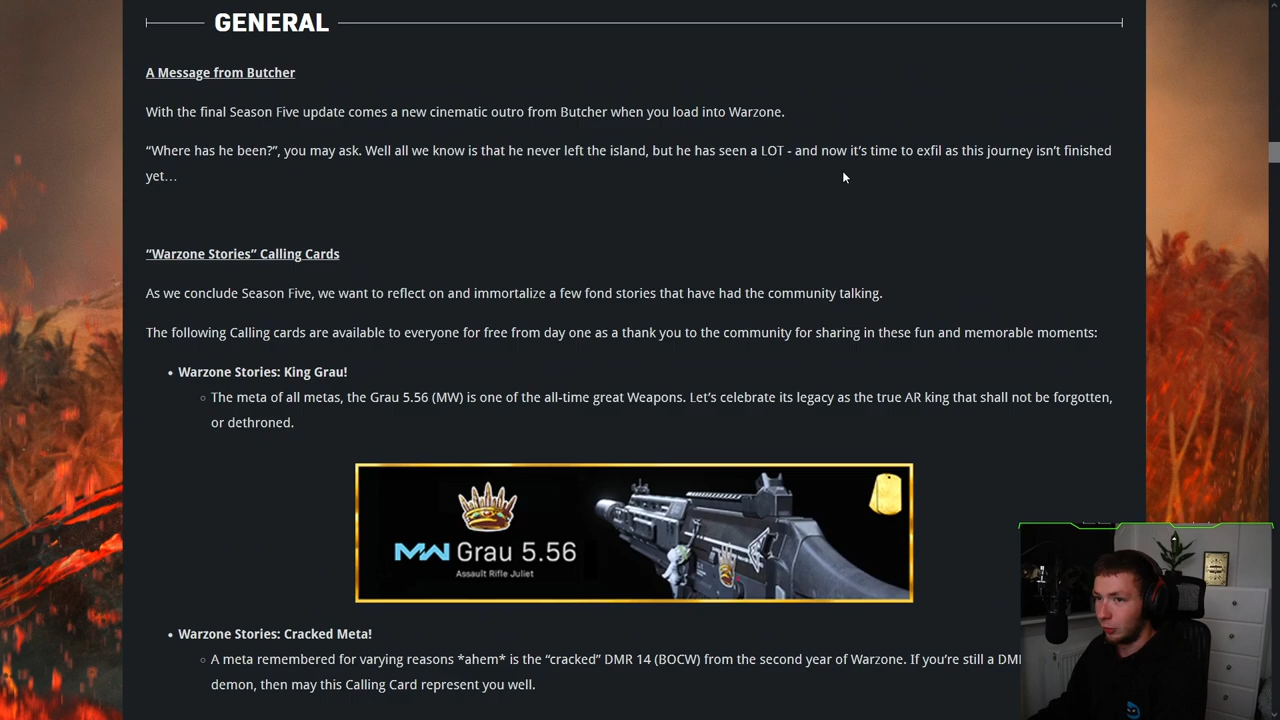 GENERAL
A Message from Butcher
With the final Season Five update comes a new cinematic outro from Butcher when you load into Warzone.
“Where has he been?”, you may ask. Well all we know is that he never left the island, but he has seen a LOT - and now it’s time to exfil as this journey isn’t finished
yet…
“Warzone Stories” Calling Cards
As we conclude Season Five, we want to reflect on and immortalize a few fond stories that have had the community talking.
The following Calling cards are available to everyone for free from day one as a thank you to the community for sharing in these fun and memorable moments:
• Warzone Stories: King Grau!
○ The meta of all metas, the Grau 5.56 (MW) is one of the all-time great Weapons. Let’s celebrate its legacy as the true AR king that shall not be forgotten,
or dethroned.
MW Grau 5.56
Assault Rifle Juliet
• Warzone Stories: Cracked Meta!
○ A meta remembered for varying reasons *ahem* is the “cracked” DMR 14 (BOCW) from the second year of Warzone. If you’re still a
demon, then may this Calling Card represent you well.